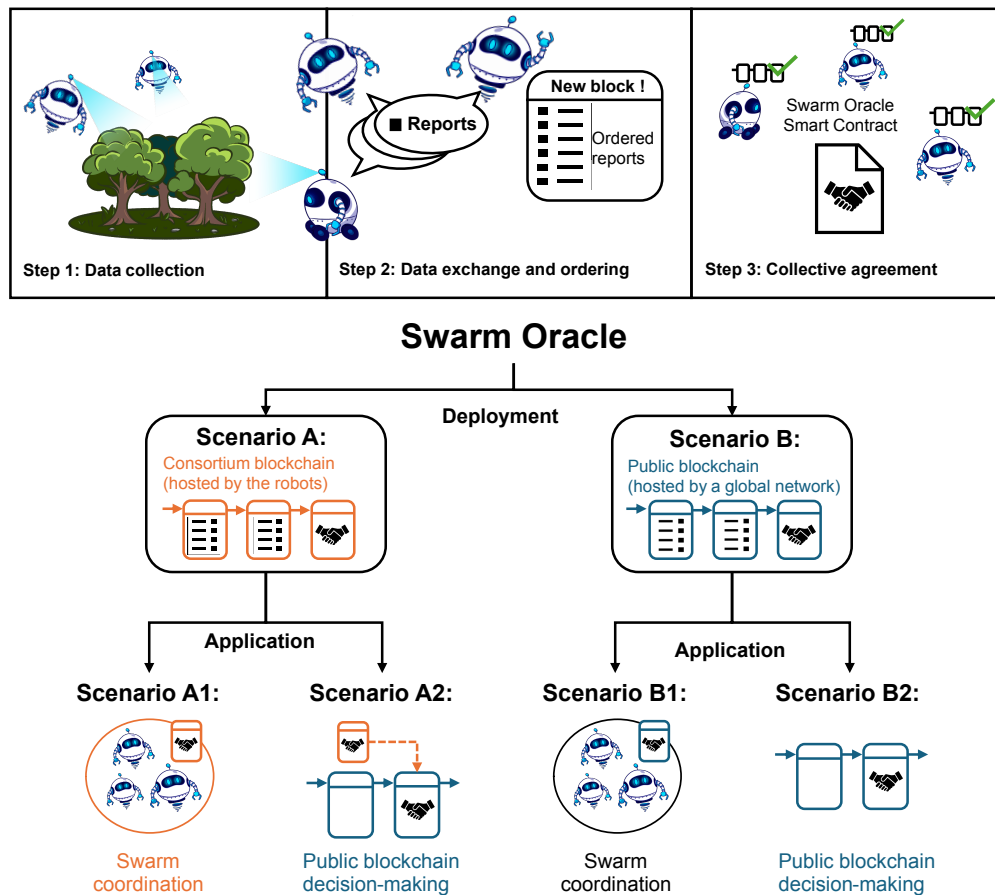 ■ Reports
New block !
Ordered
reports
Swarm Oracle
Smart Contract
Step 1: Data collection
Step 2: Data exchange and ordering
Step 3: Collective agreement
Swarm Oracle
Deployment
Scenario A:
Consortium blockchain
(hosted by the robots)
Scenario B:
Public blockchain
(hosted by a global network)
Application
Application
Scenario A1:
Scenario A2:
Scenario B1:
Scenario B2:
Swarm
coordination
Public blockchain
decision-making
Swarm
coordination
Public blockchain
decision-making